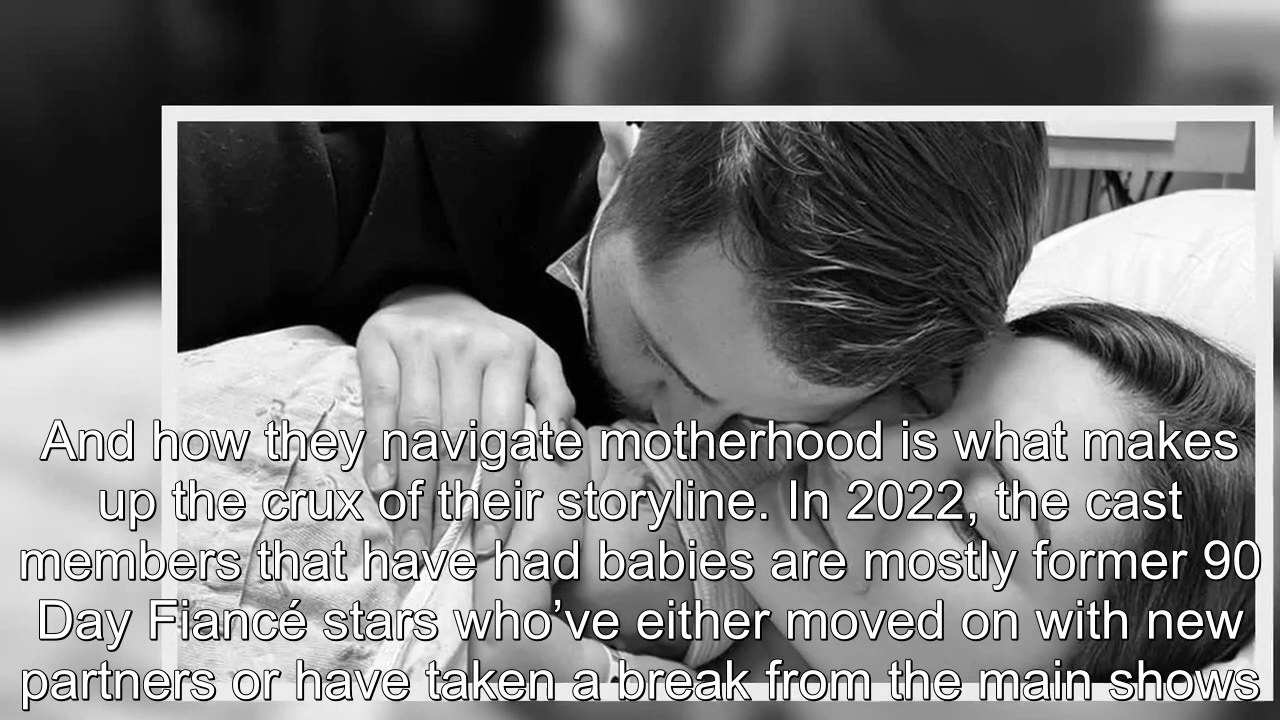 And how they navigate motherhood is what makes
up the crux of their storyline. In 2022, the cast
members that have had babies are mostly former 90
Day Fiancé stars who’ve either moved on with new
partners or have taken a break from the main shows